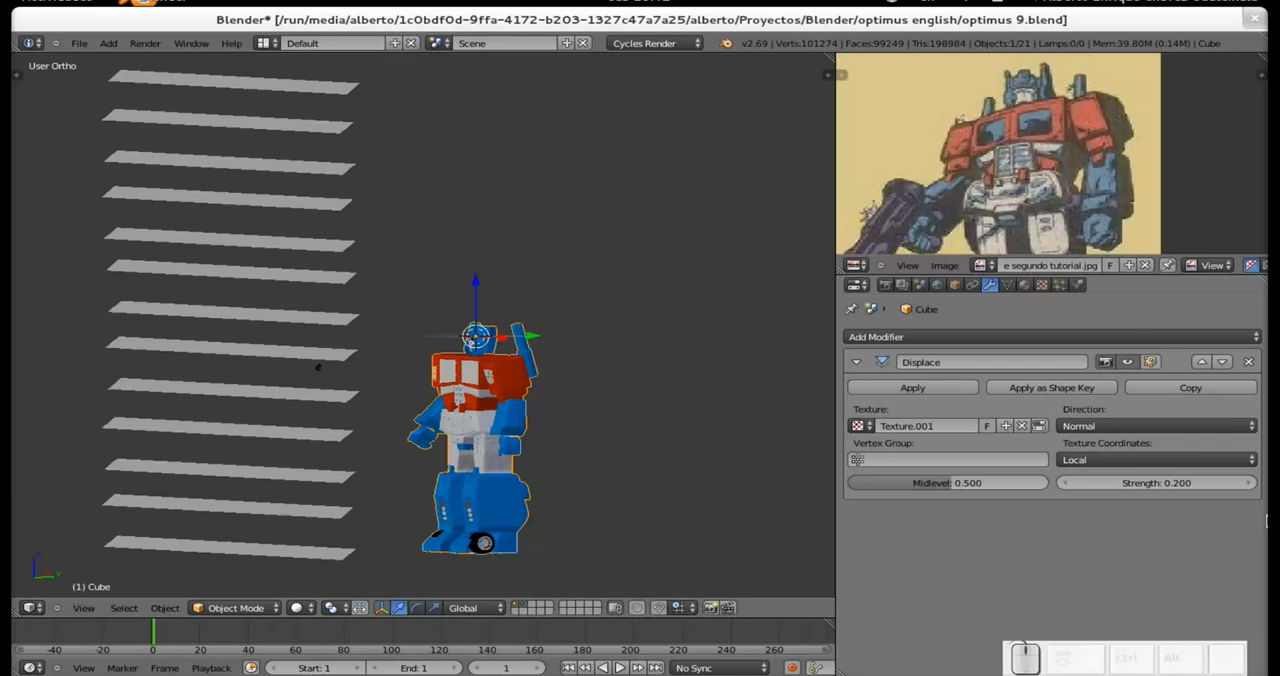 Blender* [/run/media/alberto/1c0bdf0d-9ffa-4172-b203-1327c47a7a25/alberto/Proyectos/Blender/optimus english/optimus 9.blend]
File Add Render Window Help Default Scene Cycles Render v2.69 | Verts:101274 | Faces:99249 | Tris:198984 | Objects:1/21 | Lamps:0/0 | Mem:39.80M (0.14M) | Cube
User Ortho
View Image e segundo tutorial.jpg F View
Cube
Add Modifier
Displace
Apply Apply as Shape Key Copy
Texture: Direction:
Texture.001 F Normal
Vertex Group: Texture Coordinates:
Local
Midlevel: 0.500 Strength: 0.200
(1) Cube
View Select Object Object Mode Global
-40 -20 0 20 40 60 80 100 120 140 160 180 200 220 240 260
View Marker Frame Playback Start: 1 End: 1 1 No Sync
Ctrl Alt